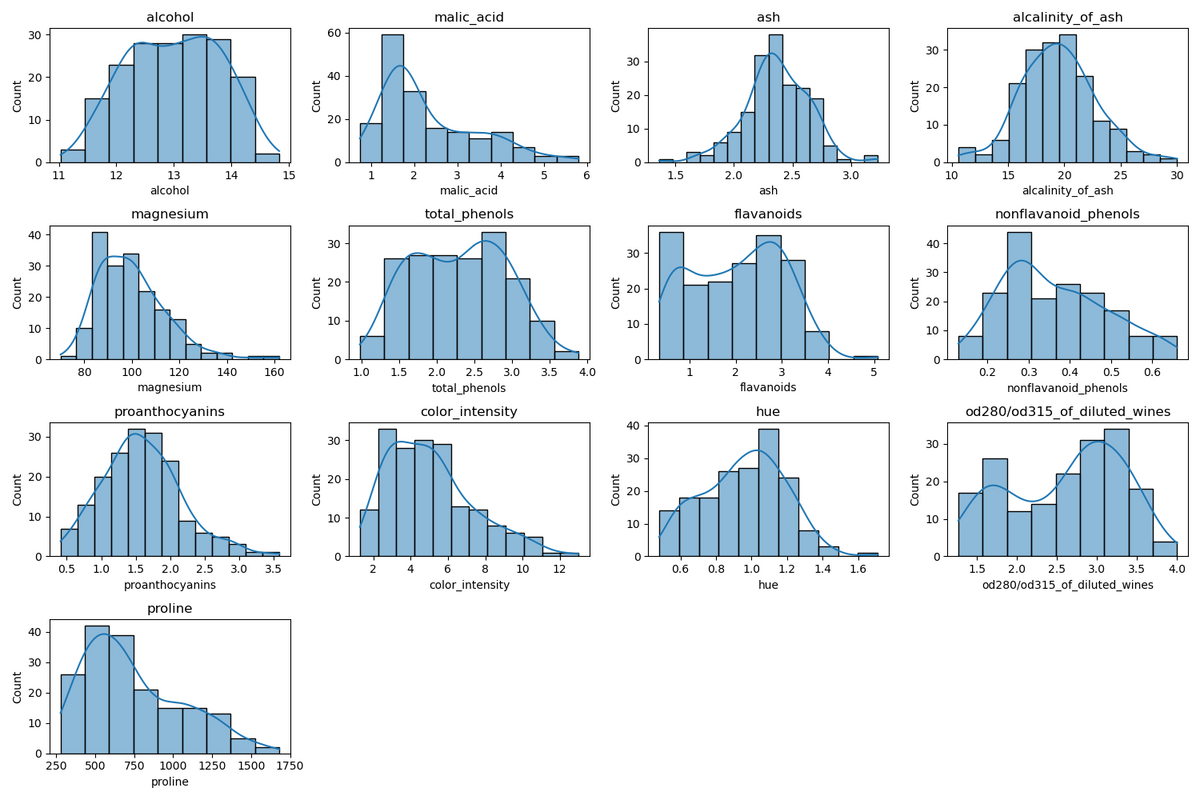 alcohol
malic_acid
ash
alcalinity_of_ash
Count
30
20
10
0
11 12 13 14 15
alcohol
Count
60
40
20
0
1 2 3 4 5 6
malic_acid
Count
30
20
10
0
1.5 2.0 2.5 3.0
ash
Count
30
20
10
0
10 15 20 25 30
alcalinity_of_ash
magnesium
total_phenols
flavanoids
nonflavanoid_phenols
Count
40
30
20
10
0
80 100 120 140 160
magnesium
Count
30
20
10
0
1.0 1.5 2.0 2.5 3.0 3.5 4.0
total_phenols
Count
30
20
10
0
1 2 3 4 5
flavanoids
Count
40
30
20
10
0
0.2 0.3 0.4 0.5 0.6
nonflavanoid_phenols
proanthocyanins
color_intensity
hue
od280/od315_of_diluted_wines
Count
30
20
10
0
0.5 1.0 1.5 2.0 2.5 3.0 3.5
proanthocyanins
Count
30
20
10
0
2 4 6 8 10 12
color_intensity
Count
40
30
20
10
0
0.6 0.8 1.0 1.2 1.4 1.6
hue
Count
30
20
10
0
1.5 2.0 2.5 3.0 3.5 4.0
od280/od315_of_diluted_wines
proline
Count
40
30
20
10
0
250 500 750 1000 1250 1500 1750
proline